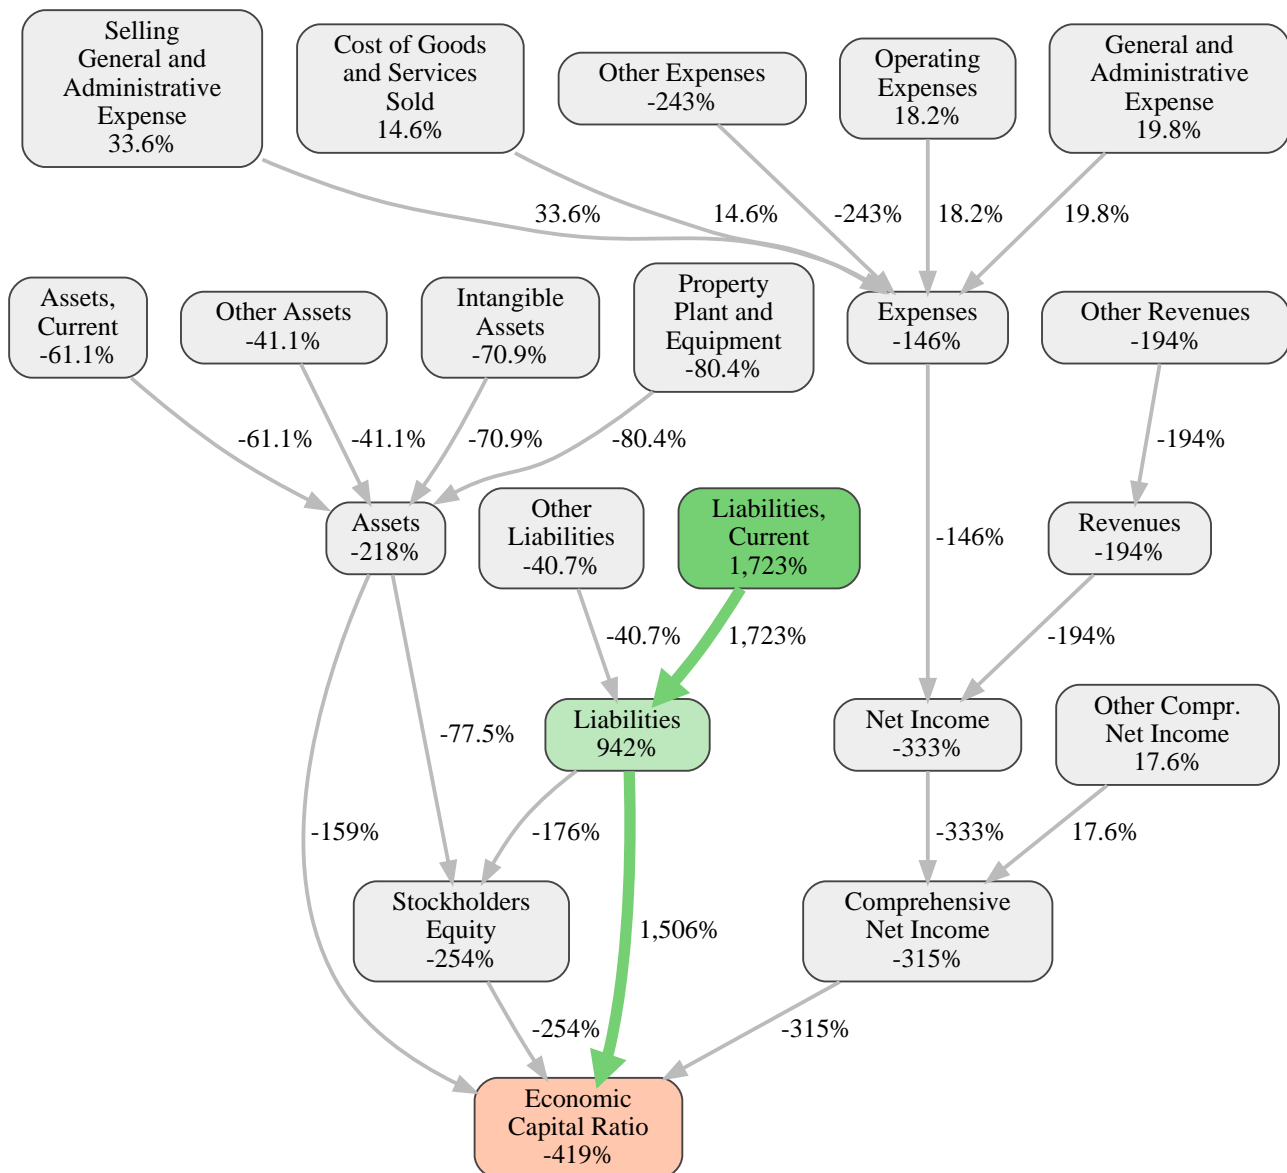 Selling
General and
Administrative
Expense
33.6%
Cost of Goods
and Services
Sold
14.6%
Other Expenses
-243%
Operating
Expenses
18.2%
General and
Administrative
Expense
19.8%
33.6%
14.6%
-243%
18.2%
19.8%
Assets,
Current
-61.1%
Other Assets
-41.1%
Intangible
Assets
-70.9%
Property
Plant and
Equipment
-80.4%
Expenses
-146%
Other Revenues
-194%
-61.1%
-41.1%
-70.9%
-80.4%
-194%
Assets
-218%
Other
Liabilities
-40.7%
Liabilities,
Current
1,723%
-146%
Revenues
-194%
-40.7%
1,723%
-194%
-77.5%
Liabilities
942%
Net Income
-333%
Other Compr.
Net Income
17.6%
-159%
-176%
-333%
17.6%
Stockholders
Equity
-254%
1,506%
Comprehensive
Net Income
-315%
-254%
-315%
Economic
Capital Ratio
-419%